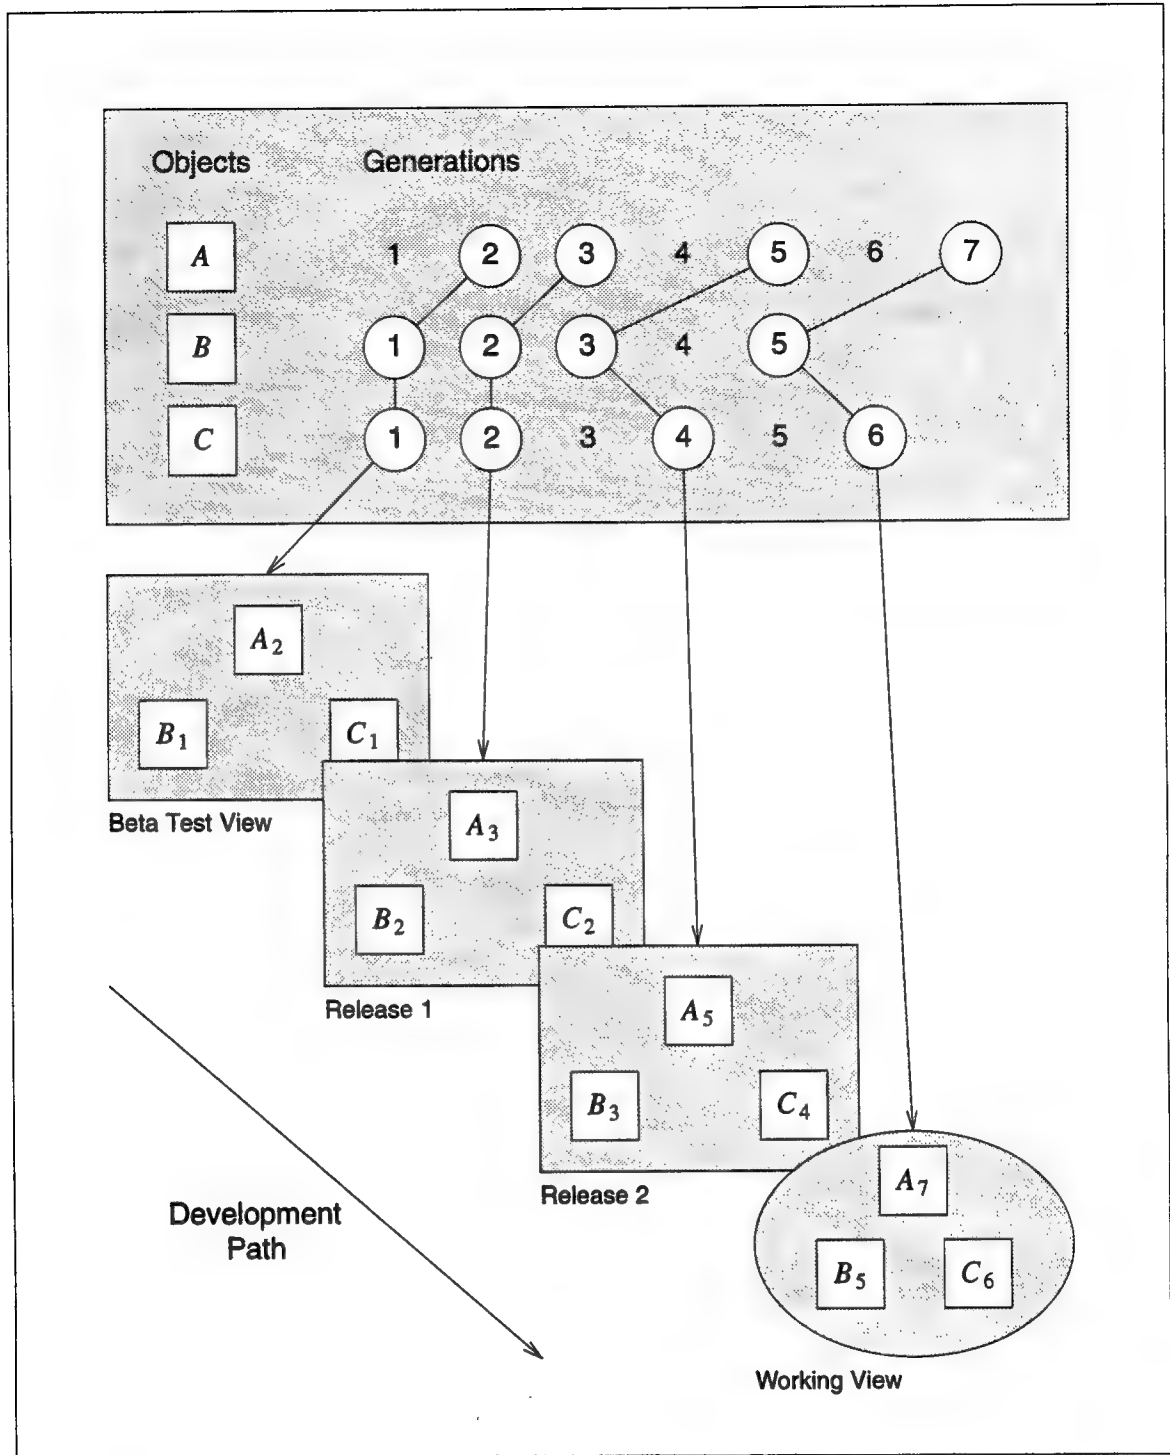 Objects Generations
A 1 2 3 4 5 6 7
B 1 2 3 4 5
C 1 2 3 4 5 6
A2
B1 C1
Beta Test View
A3
B2 C2
Release 1
A5
B3 C4
Release 2
A7
B5 C6
Working View
Development
Path